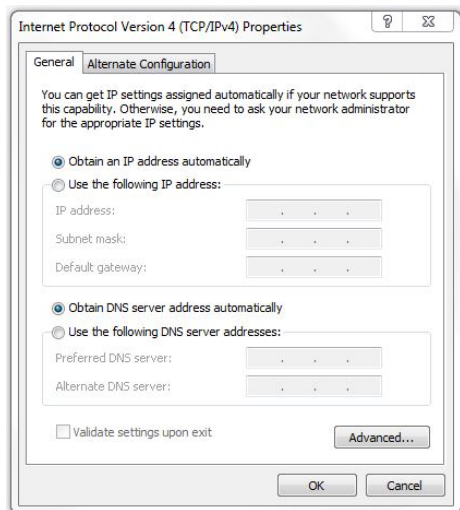 Internet Protocol Version 4 (TCP/IPv4) Properties
General
Alternate Configuration
You can get IP settings assigned automatically if your network supports
this capability. Otherwise, you need to ask your network administrator
for the appropriate IP settings.
Obtain an IP address automatically
Use the following IP address:
IP address:
Subnet mask:
Default gateway:
Obtain DNS server address automatically
Use the following DNS server addresses:
Preferred DNS server:
Alternate DNS server:
Validate settings upon exit
Advanced...
OK
Cancel